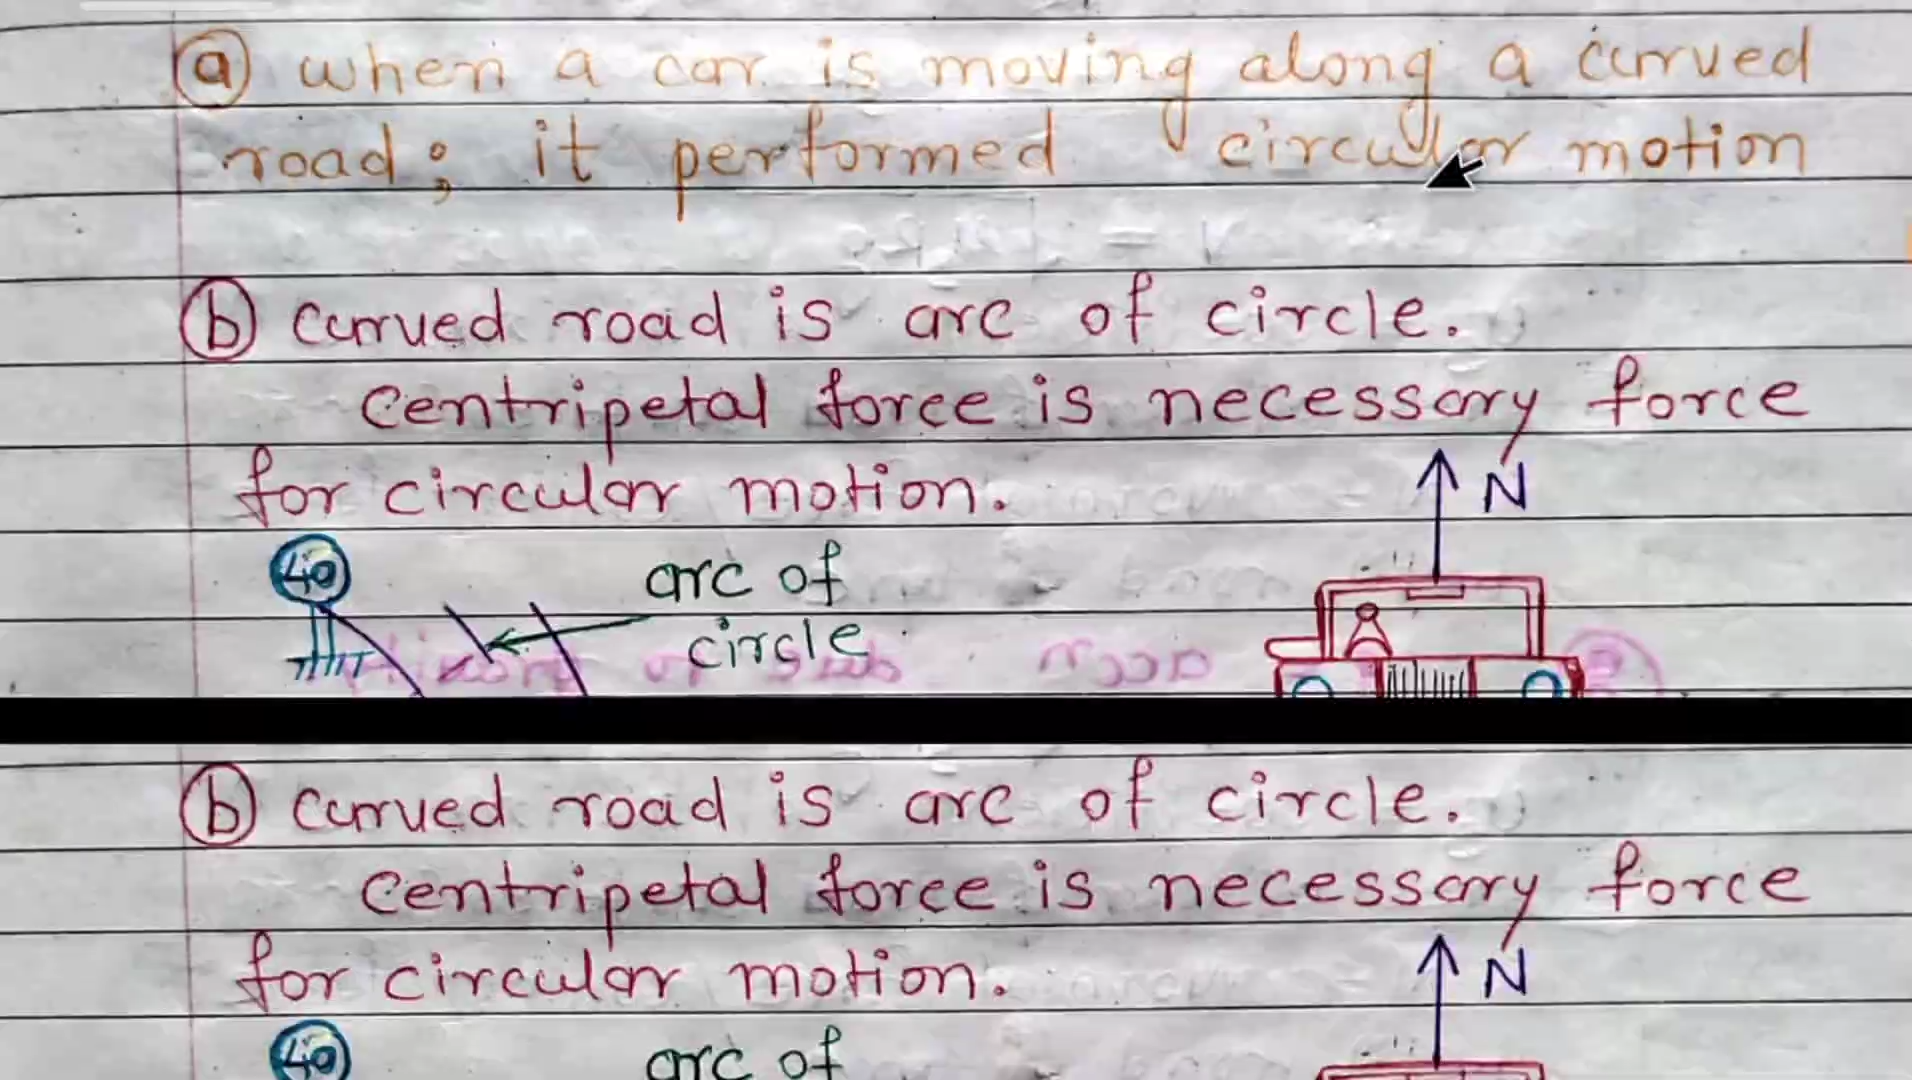 a when a car is moving along a curved
road; it performed circular motion
b curved road is arc of circle.
Centripetal force is necessary force
for circular motion.
N
40
arc of
circle
b curved road is arc of circle.
Centripetal force is necessary force
for circular motion.
N
40
arc of